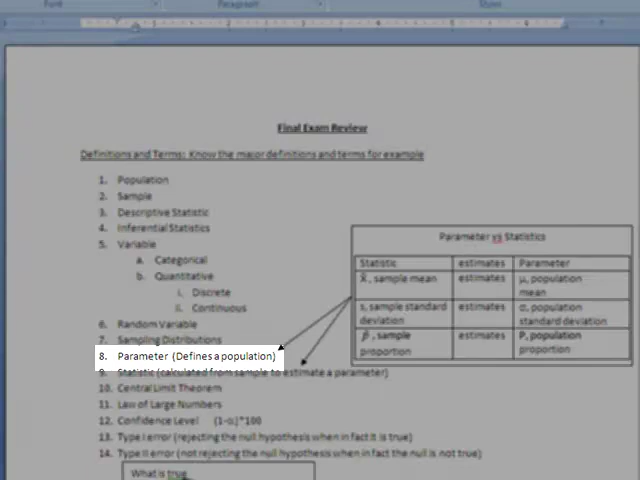 Font Paragraph Styles
Final Exam Review
Definitions and Terms: Know the major definitions and terms for example
1. Population
2. Sample
3. Descriptive Statistic
4. Inferential Statistics
5. Variable
a. Categorical
b. Quantitative
i. Discrete
ii. Continuous
6. Random Variable
7. Sampling Distributions
8. Parameter (Defines a population)
9. Statistic (calculated from sample to estimate a parameter)
10. Central Limit Theorem
11. Law of Large Numbers
12. Confidence Level (1-α)*100
13. Type I error (rejecting the null hypothesis when in fact it is true)
14. Type II error (not rejecting the null hypothesis when in fact the null is not true)
What is true
Parameter vs Statistics
Statistic estimates Parameter
x̄, sample mean estimates μ, population
mean
s, sample standard estimates σ, population
deviation standard deviation
p̂, sample estimates P, population
proportion proportion